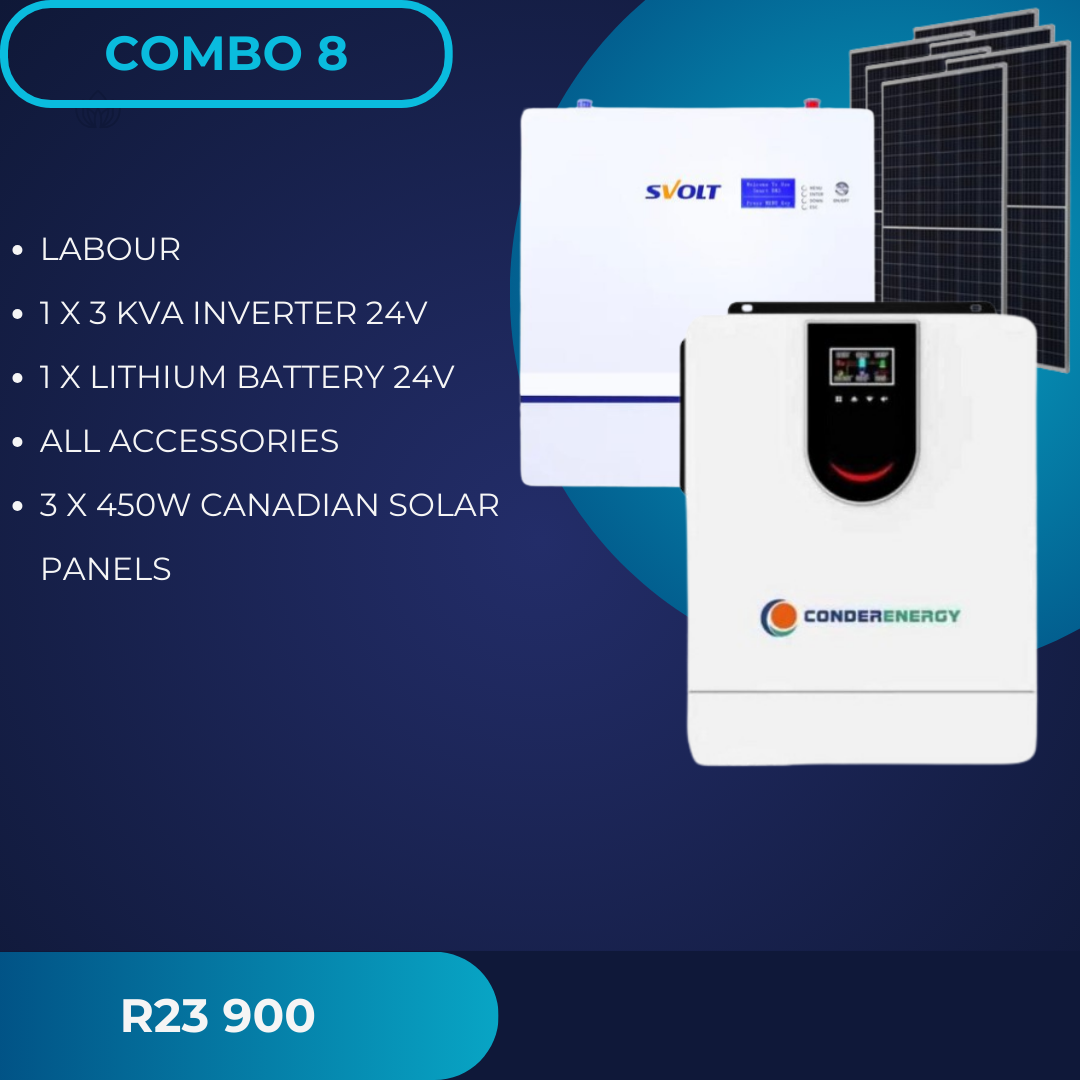 COMBO 8
• LABOUR
• 1 X 3 KVA INVERTER 24V
• 1 X LITHIUM BATTERY 24V
• ALL ACCESSORIES
• 3 X 450W CANADIAN SOLAR
PANELS
SVOLT
CONDERENERGY
R23 900